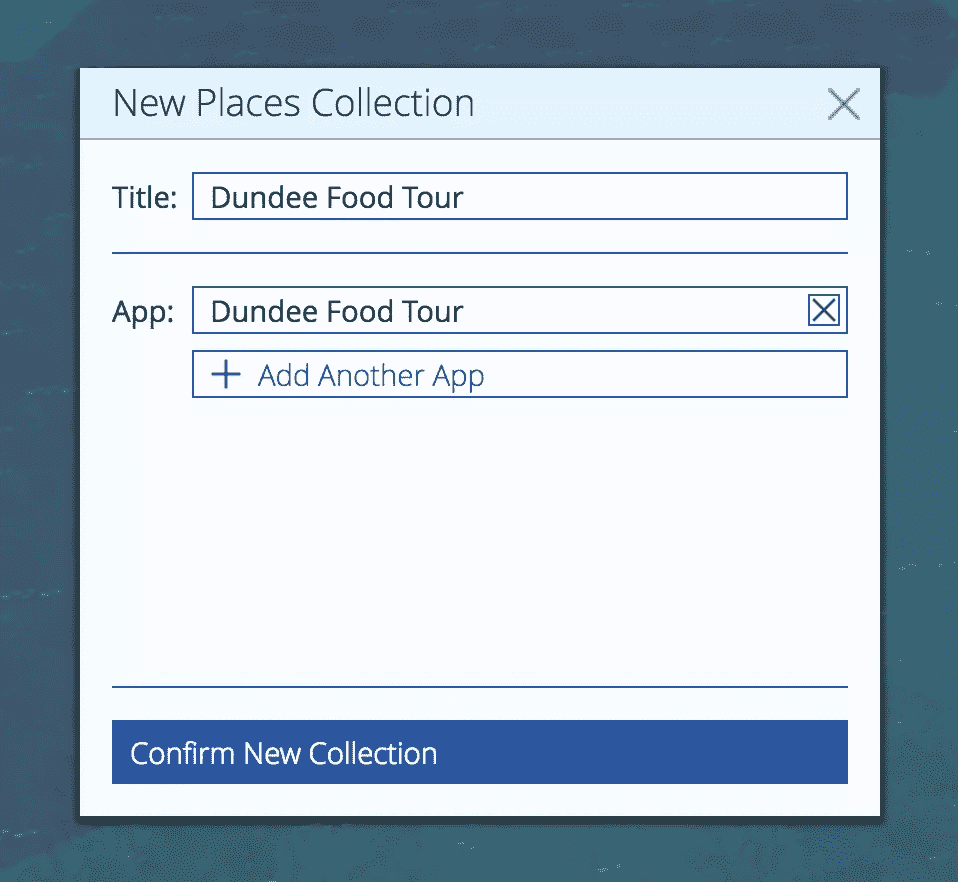 New Places Collection
Title: Dundee Food Tour
App: Dundee Food Tour
Add Another App
Confirm New Collection